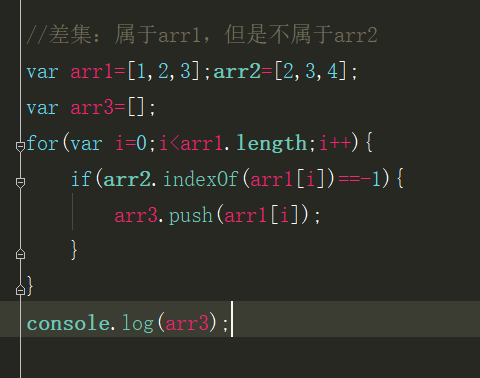 //差集：属于arr1，但是不属于arr2
var arr1=[1,2,3];arr2=[2,3,4];
var arr3=[];
for(var i=0;i<arr1.length;i++){
    if(arr2.indexOf(arr1[i])==-1){
        arr3.push(arr1[i]);
    }
}
console.log(arr3);